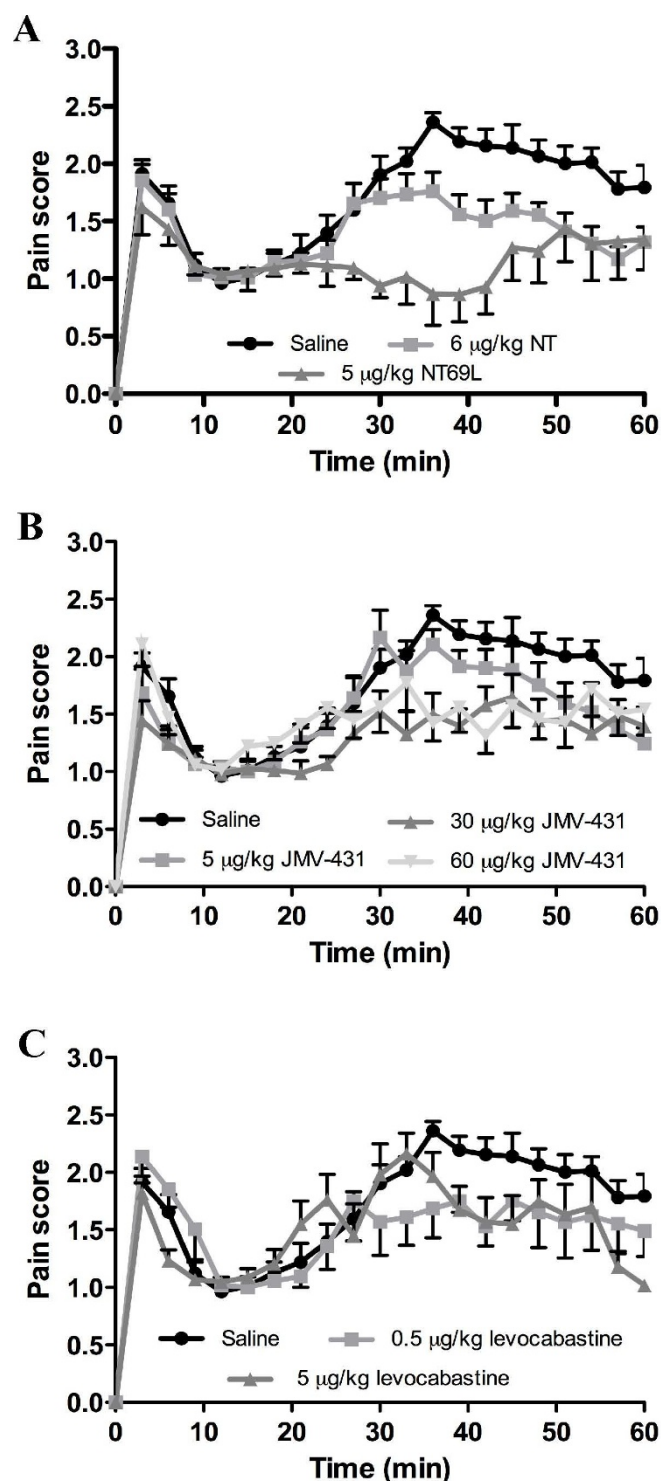 A
3.0
2.5
2.0
1.5
1.0
0.5
0.0
Pain score
Saline
6 μg/kg NT
5 μg/kg NT69L
0 10 20 30 40 50 60
Time (min)
B
3.0
2.5
2.0
1.5
1.0
0.5
0.0
Pain score
Saline
30 μg/kg JMV-431
5 μg/kg JMV-431
60 μg/kg JMV-431
0 10 20 30 40 50 60
Time (min)
C
3.0
2.5
2.0
1.5
1.0
0.5
0.0
Pain score
Saline
0.5 μg/kg levocabastine
5 μg/kg levocabastine
0 10 20 30 40 50 60
Time (min)